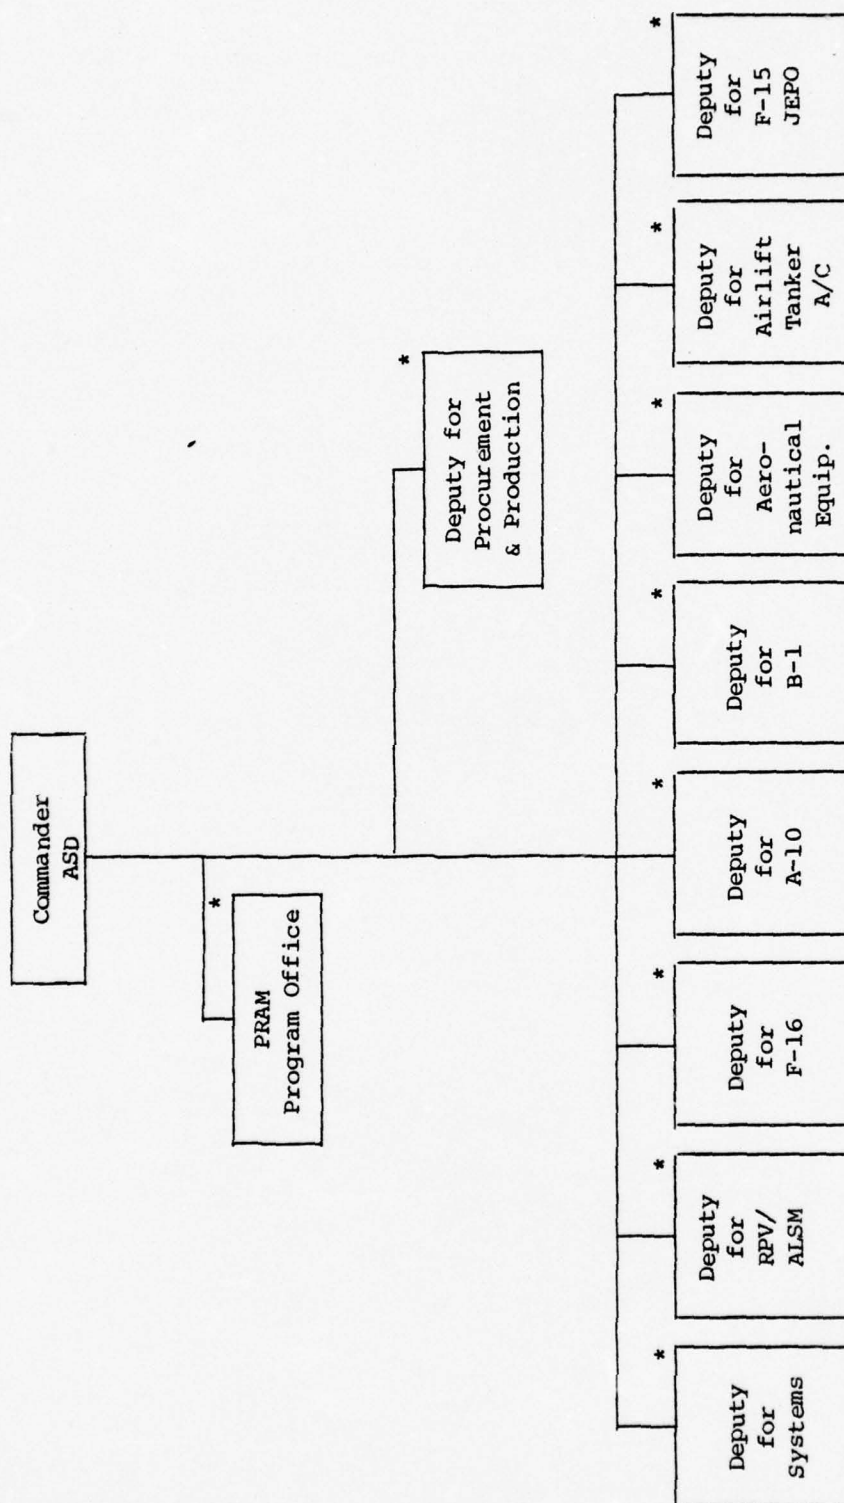 Commander
ASD
*
PRAM
Program Office
*
Deputy for
Procurement
& Production
*
Deputy
for
Systems
*
Deputy
for
RPV/
ALSM
*
Deputy
for
F-16
*
Deputy
for
A-10
*
Deputy
for
B-1
*
Deputy
for
Aero-
nautical
Equip.
*
Deputy
for
Airlift
Tanker
A/C
*
Deputy
for
F-15
JEPO